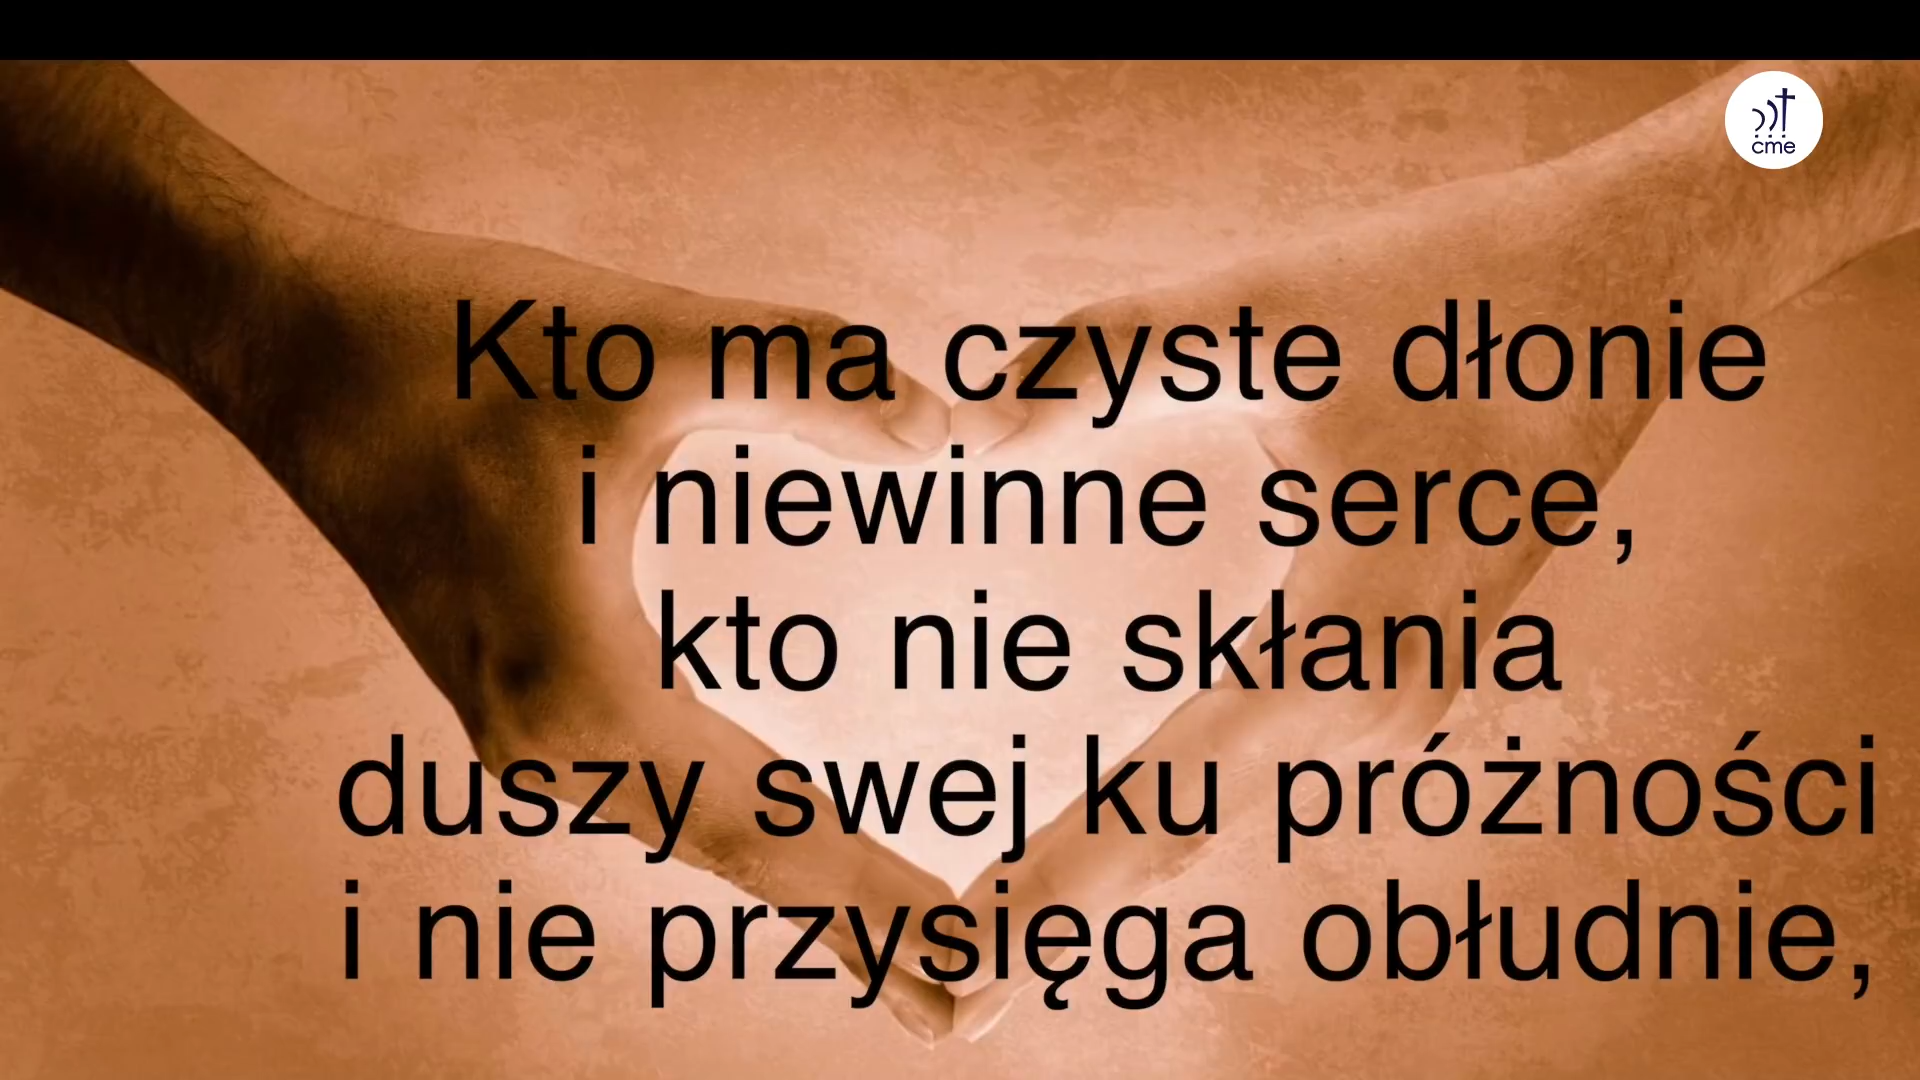 cme
Kto ma czyste dłonie
i niewinne serce,
kto nie skłania
duszy swej ku próżności
i nie przysięga obłudnie,